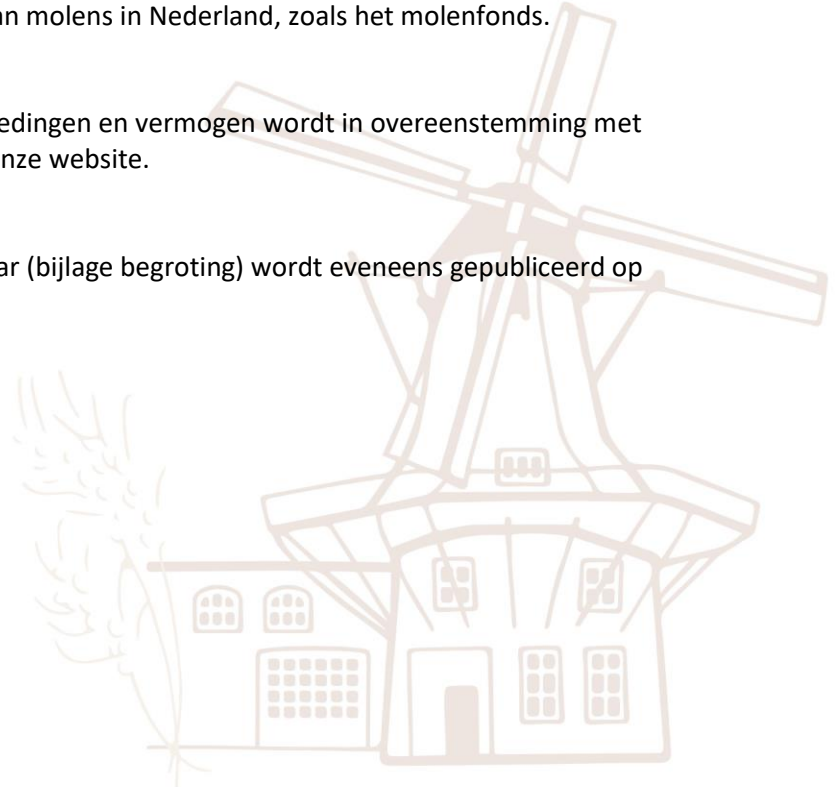 an molens in Nederland, zoals het molenfonds.
edingen en vermogen wordt in overeenstemming met
nze website.
ar (bijlage begroting) wordt eveneens gepubliceerd op